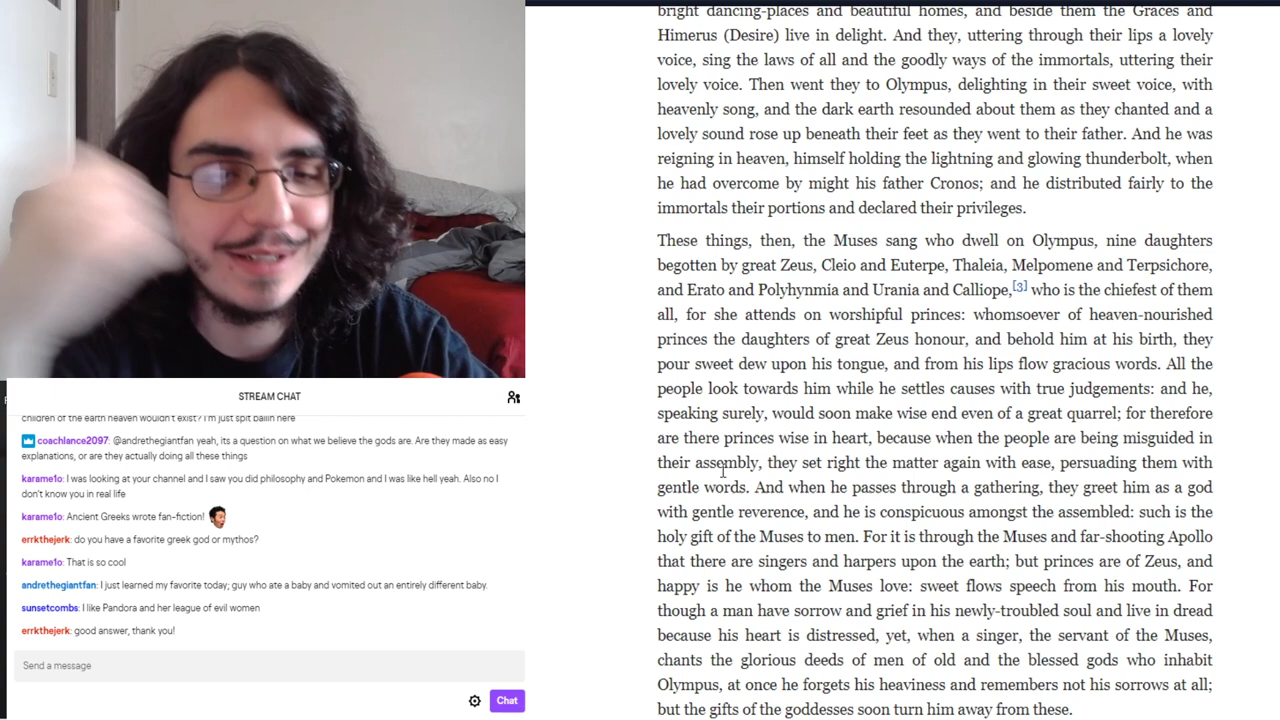 STREAM CHAT
children of the earth heaven wouldn't exist? I'm just spit ballin here
coachlance2097: @andrethegiantfan yeah, its a question on what we believe the gods are. Are they made as easy
explanations, or are they actually doing all these things
karame1o: I was looking at your channel and I saw you did philosophy and Pokemon and I was like hell yeah. Also no I
don't know you in real life
karame1o: Ancient Greeks wrote fan-fiction!
errkthejerk: do you have a favorite greek god or mythos?
karame1o: That is so cool
andrethegiantfan: I just learned my favorite today; guy who ate a baby and vomited out an entirely different baby.
sunsetcombs: I like Pandora and her league of evil women
errkthejerk: good answer, thank you!
Send a message
Chat
bright dancing-places and beautiful homes, and beside them the Graces and
Himerus (Desire) live in delight. And they, uttering through their lips a lovely
voice, sing the laws of all and the goodly ways of the immortals, uttering their
lovely voice. Then went they to Olympus, delighting in their sweet voice, with
heavenly song, and the dark earth resounded about them as they chanted and a
lovely sound rose up beneath their feet as they went to their father. And he was
reigning in heaven, himself holding the lightning and glowing thunderbolt, when
he had overcome by might his father Cronos; and he distributed fairly to the
immortals their portions and declared their privileges.
These things, then, the Muses sang who dwell on Olympus, nine daughters
begotten by great Zeus, Cleio and Euterpe, Thaleia, Melpomene and Terpsichore,
and Erato and Polyhynmia and Urania and Calliope,[3] who is the chiefest of them
all, for she attends on worshipful princes: whomsoever of heaven-nourished
princes the daughters of great Zeus honour, and behold him at his birth, they
pour sweet dew upon his tongue, and from his lips flow gracious words. All the
people look towards him while he settles causes with true judgements: and he,
speaking surely, would soon make wise end even of a great quarrel; for therefore
are there princes wise in heart, because when the people are being misguided in
their assembly, they set right the matter again with ease, persuading them with
gentle words. And when he passes through a gathering, they greet him as a god
with gentle reverence, and he is conspicuous amongst the assembled: such is the
holy gift of the Muses to men. For it is through the Muses and far-shooting Apollo
that there are singers and harpers upon the earth; but princes are of Zeus, and
happy is he whom the Muses love: sweet flows speech from his mouth. For
though a man have sorrow and grief in his newly-troubled soul and live in dread
because his heart is distressed, yet, when a singer, the servant of the Muses,
chants the glorious deeds of men of old and the blessed gods who inhabit
Olympus, at once he forgets his heaviness and remembers not his sorrows at all;
but the gifts of the goddesses soon turn him away from these.